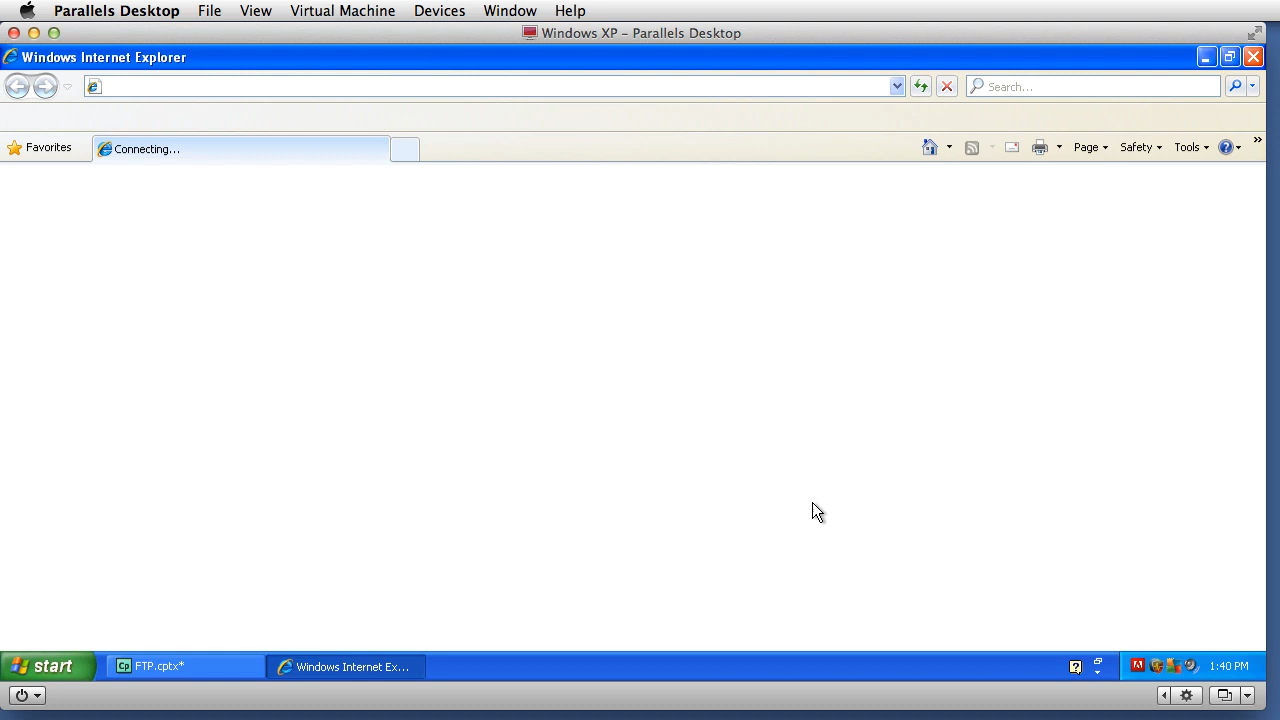 Parallels Desktop File View Virtual Machine Devices Window Help
Windows XP - Parallels Desktop
Windows Internet Explorer
Search...
Favorites Connecting... Page Safety Tools
start FTP.cptx* Windows Internet Ex... 1:40 PM